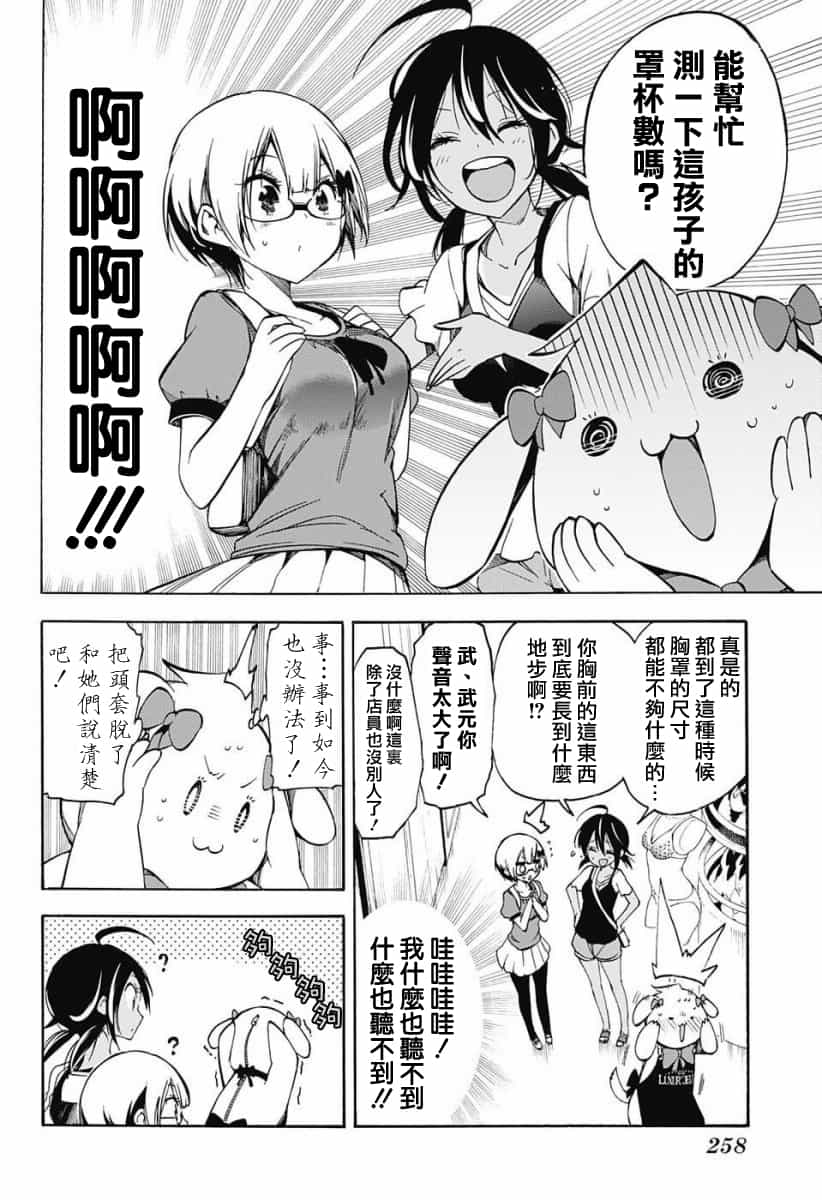 能幫忙
測一下這孩子的
罩杯數嗎?
啊啊啊啊啊啊!!!
真是的
都到了這種時候
胸罩的尺寸
都能不夠什麼的…
你胸前的這東西
到底要長到什麼
地步啊!?
武、武元你
聲音太大了啊!
沒什麼啊這裏
除了店員也沒別人了!
哇哇哇哇!
我什麼也聽不到
什麼也聽不到!!
事…事到如今
也沒辦法了!
把頭套脫了
和她們說清楚
吧!
?
?
258